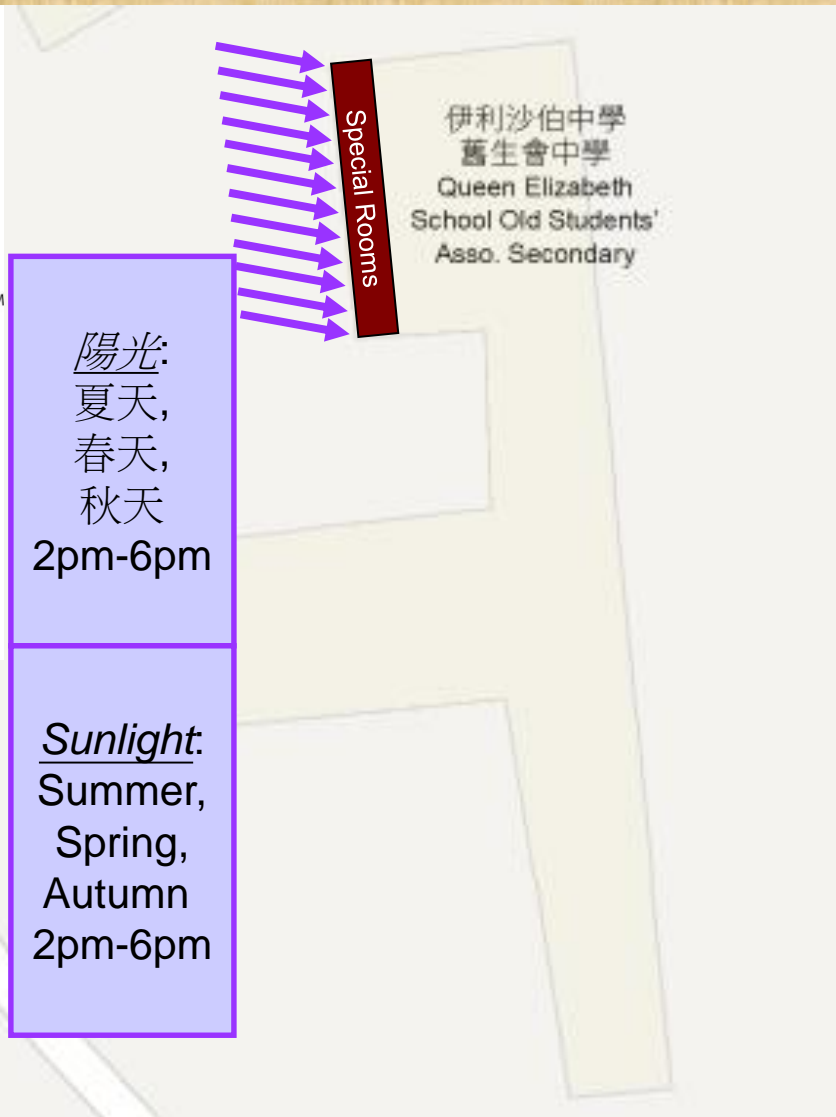 Special Rooms
伊利沙伯中學
舊生會中學
Queen Elizabeth
School Old Students'
Asso. Secondary
陽光:
夏天,
春天,
秋天
2pm-6pm
Sunlight:
Summer,
Spring,
Autumn
2pm-6pm